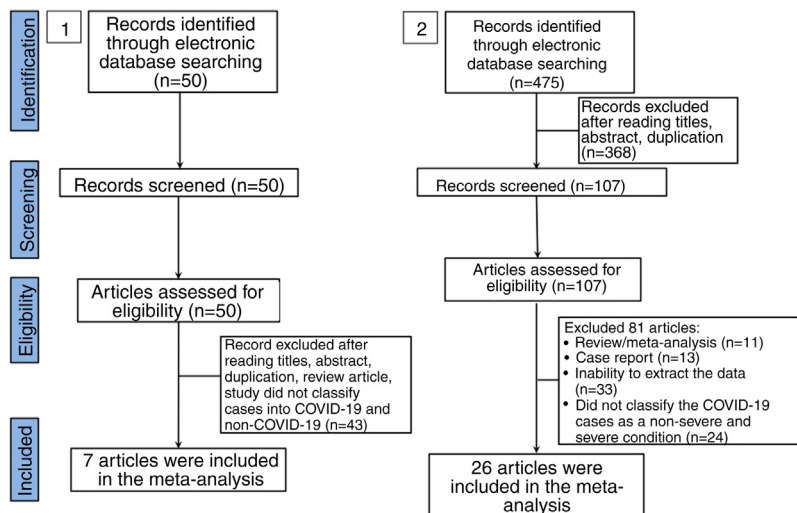 Identification
Screening
Eligibility
Included
1
Records identified
through electronic
database searching
(n=50)
Records screened (n=50)
Articles assessed for
eligibility (n=50)
Record excluded after
reading titles, abstract,
duplication, review article,
study did not classify
cases into COVID-19 and
non-COVID-19 (n=43)
7 articles were included
in the meta-analysis
2
Records identified
through electronic
database searching
(n=475)
Records excluded
after reading titles,
abstract, duplication
(n=368)
Records screened (n=107)
Articles assessed for
eligibility (n=107)
Excluded 81 articles:
• Review/meta-analysis (n=11)
• Case report (n=13)
• Inability to extract the data
(n=33)
• Did not classify the COVID-19
cases as a non-severe and
severe condition (n=24)
26 articles were
included in the meta-
analysis